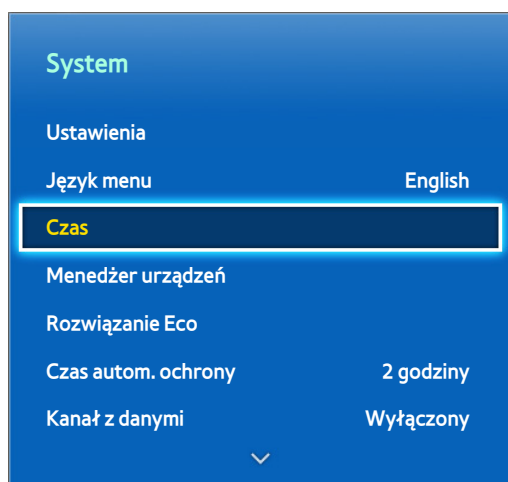 System
Ustawienia
Język menu English
Czas
Menedżer urządzeń
Rozwiązanie Eco
Czas autom. ochrony 2 godziny
Kanał z danymi Wyłączony